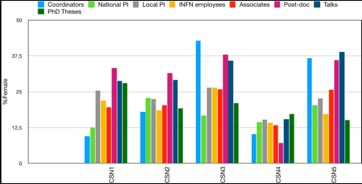 Coordinators National PI Local PI INFN employees Associates Post-doc Talks
PhD Theses
50
37,5
25
12,5
0
%Female
CSN1 CSN2 CSN3 CSN4 CSN5